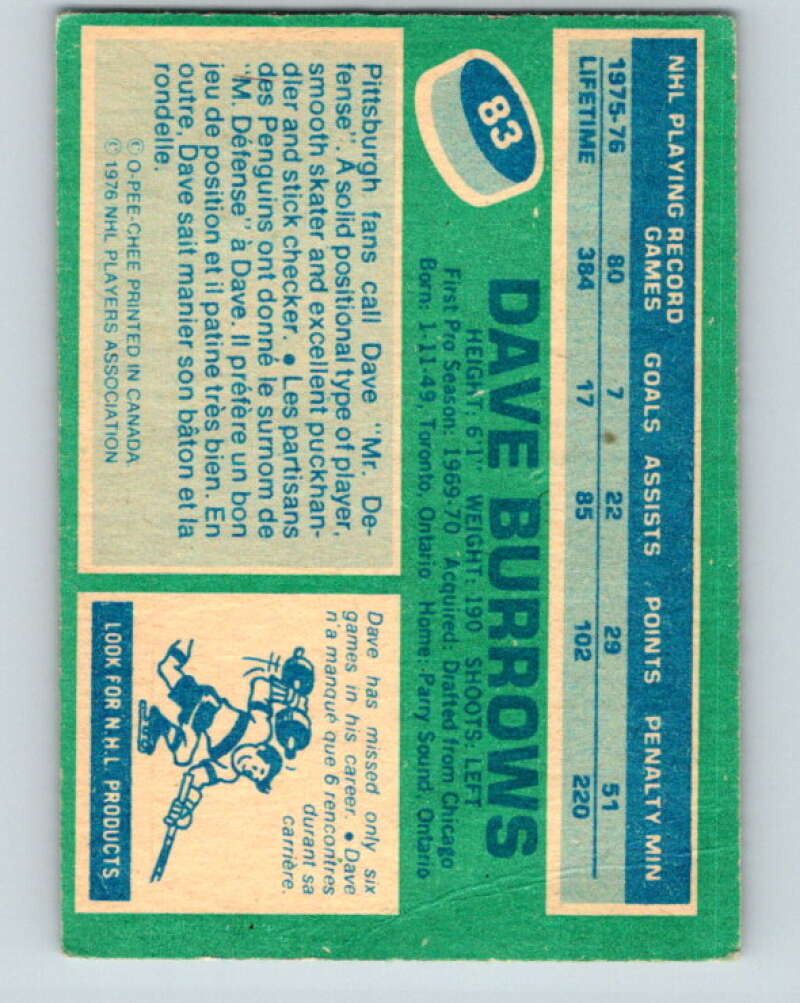 NHL PLAYING RECORD
GAMES GOALS ASSISTS POINTS PENALTY MIN.
1975-76 80 7 22 29 51
LIFETIME 384 17 85 102 220
83
DAVE BURROWS
HEIGHT: 6'1" WEIGHT: 190 SHOOTS: LEFT
First Pro Season: 1969-70 Acquired: Drafted from Chicago
Born: 1-11-49, Toronto, Ontario Home: Parry Sound, Ontario
Pittsburgh fans call Dave "Mr. De-
fense". A solid positional type of player,
smooth skater and excellent puckhan-
dler and stick checker. • Les partisans
des Penguins ont donné le surnom de
"M. Défense" à Dave. Il préfère un bon
jeu de position et il patine très bien. En
outre, Dave sait manier son bâton et la
rondelle.
© O-PEE-CHEE PRINTED IN CANADA
© 1976 NHL PLAYERS ASSOCIATION
Dave has missed only six
games in his career. • Dave
n'a manqué que 6 rencontres
durant sa
carrière.
LOOK FOR N.H.L. PRODUCTS